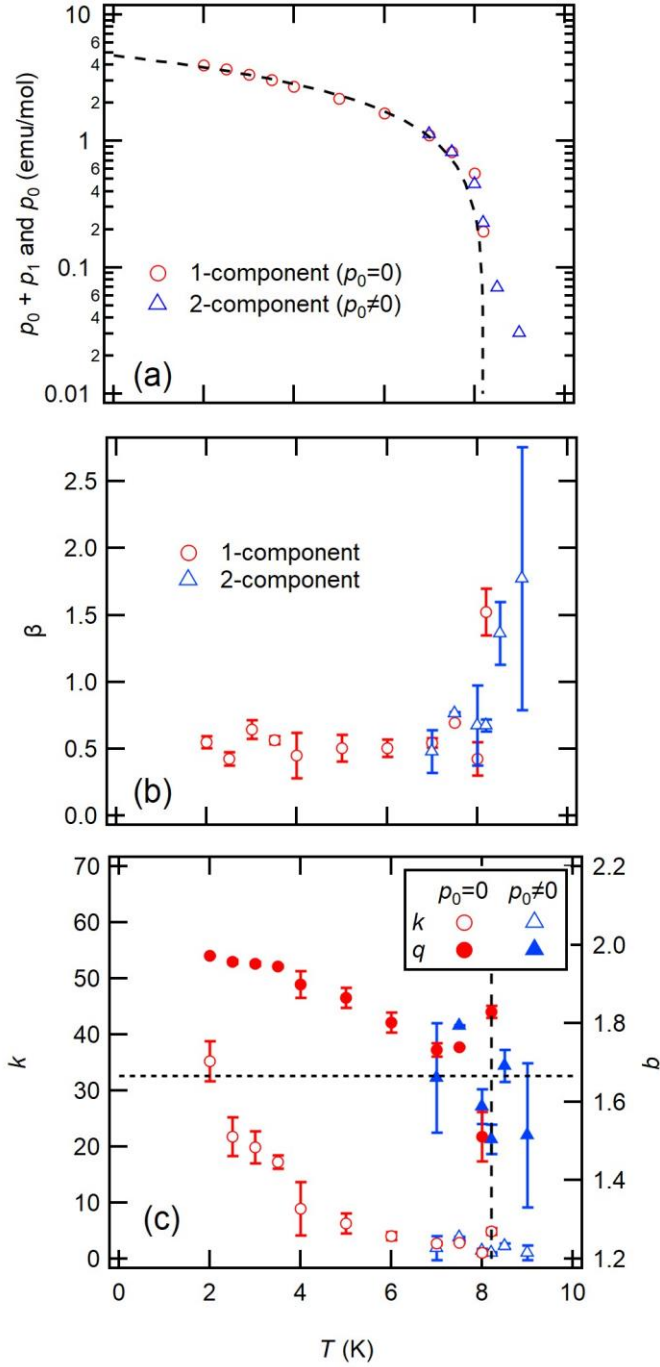 10
6
4
2
1
6
4
2
0.1
6
4
2
0.01
p₀ + p₁ and p₀ (emu/mol)
1-component (p₀=0)
2-component (p₀≠0)
(a)
2.5
2.0
1.5
1.0
0.5
0.0
β
1-component
2-component
(b)
70
60
50
40
30
20
10
0
k
p₀=0 p₀≠0
k
q
(c)
2.2
2.0
1.8
1.6
1.4
1.2
q
0 2 4 6 8 10
T (K)